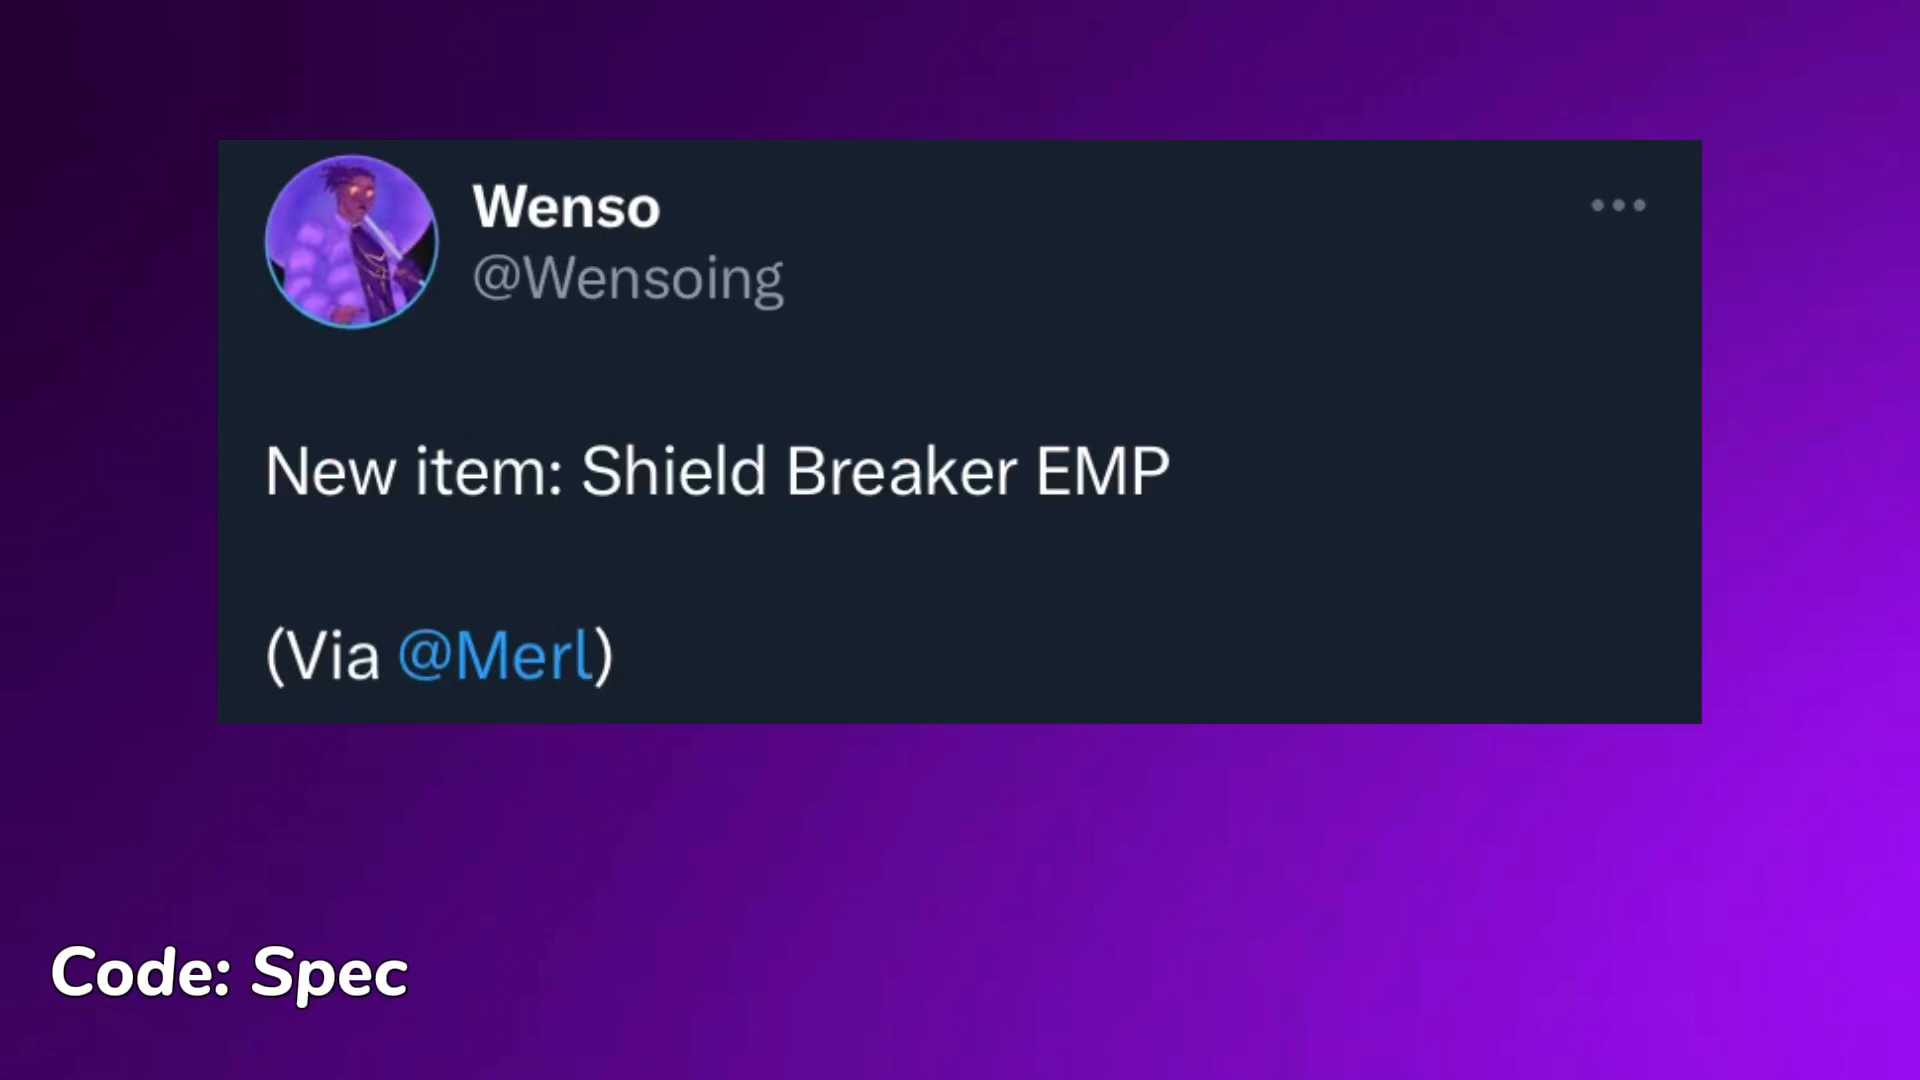 Wenso
@Wensoing
New item: Shield Breaker EMP
(Via @Merl)
Code: Spec